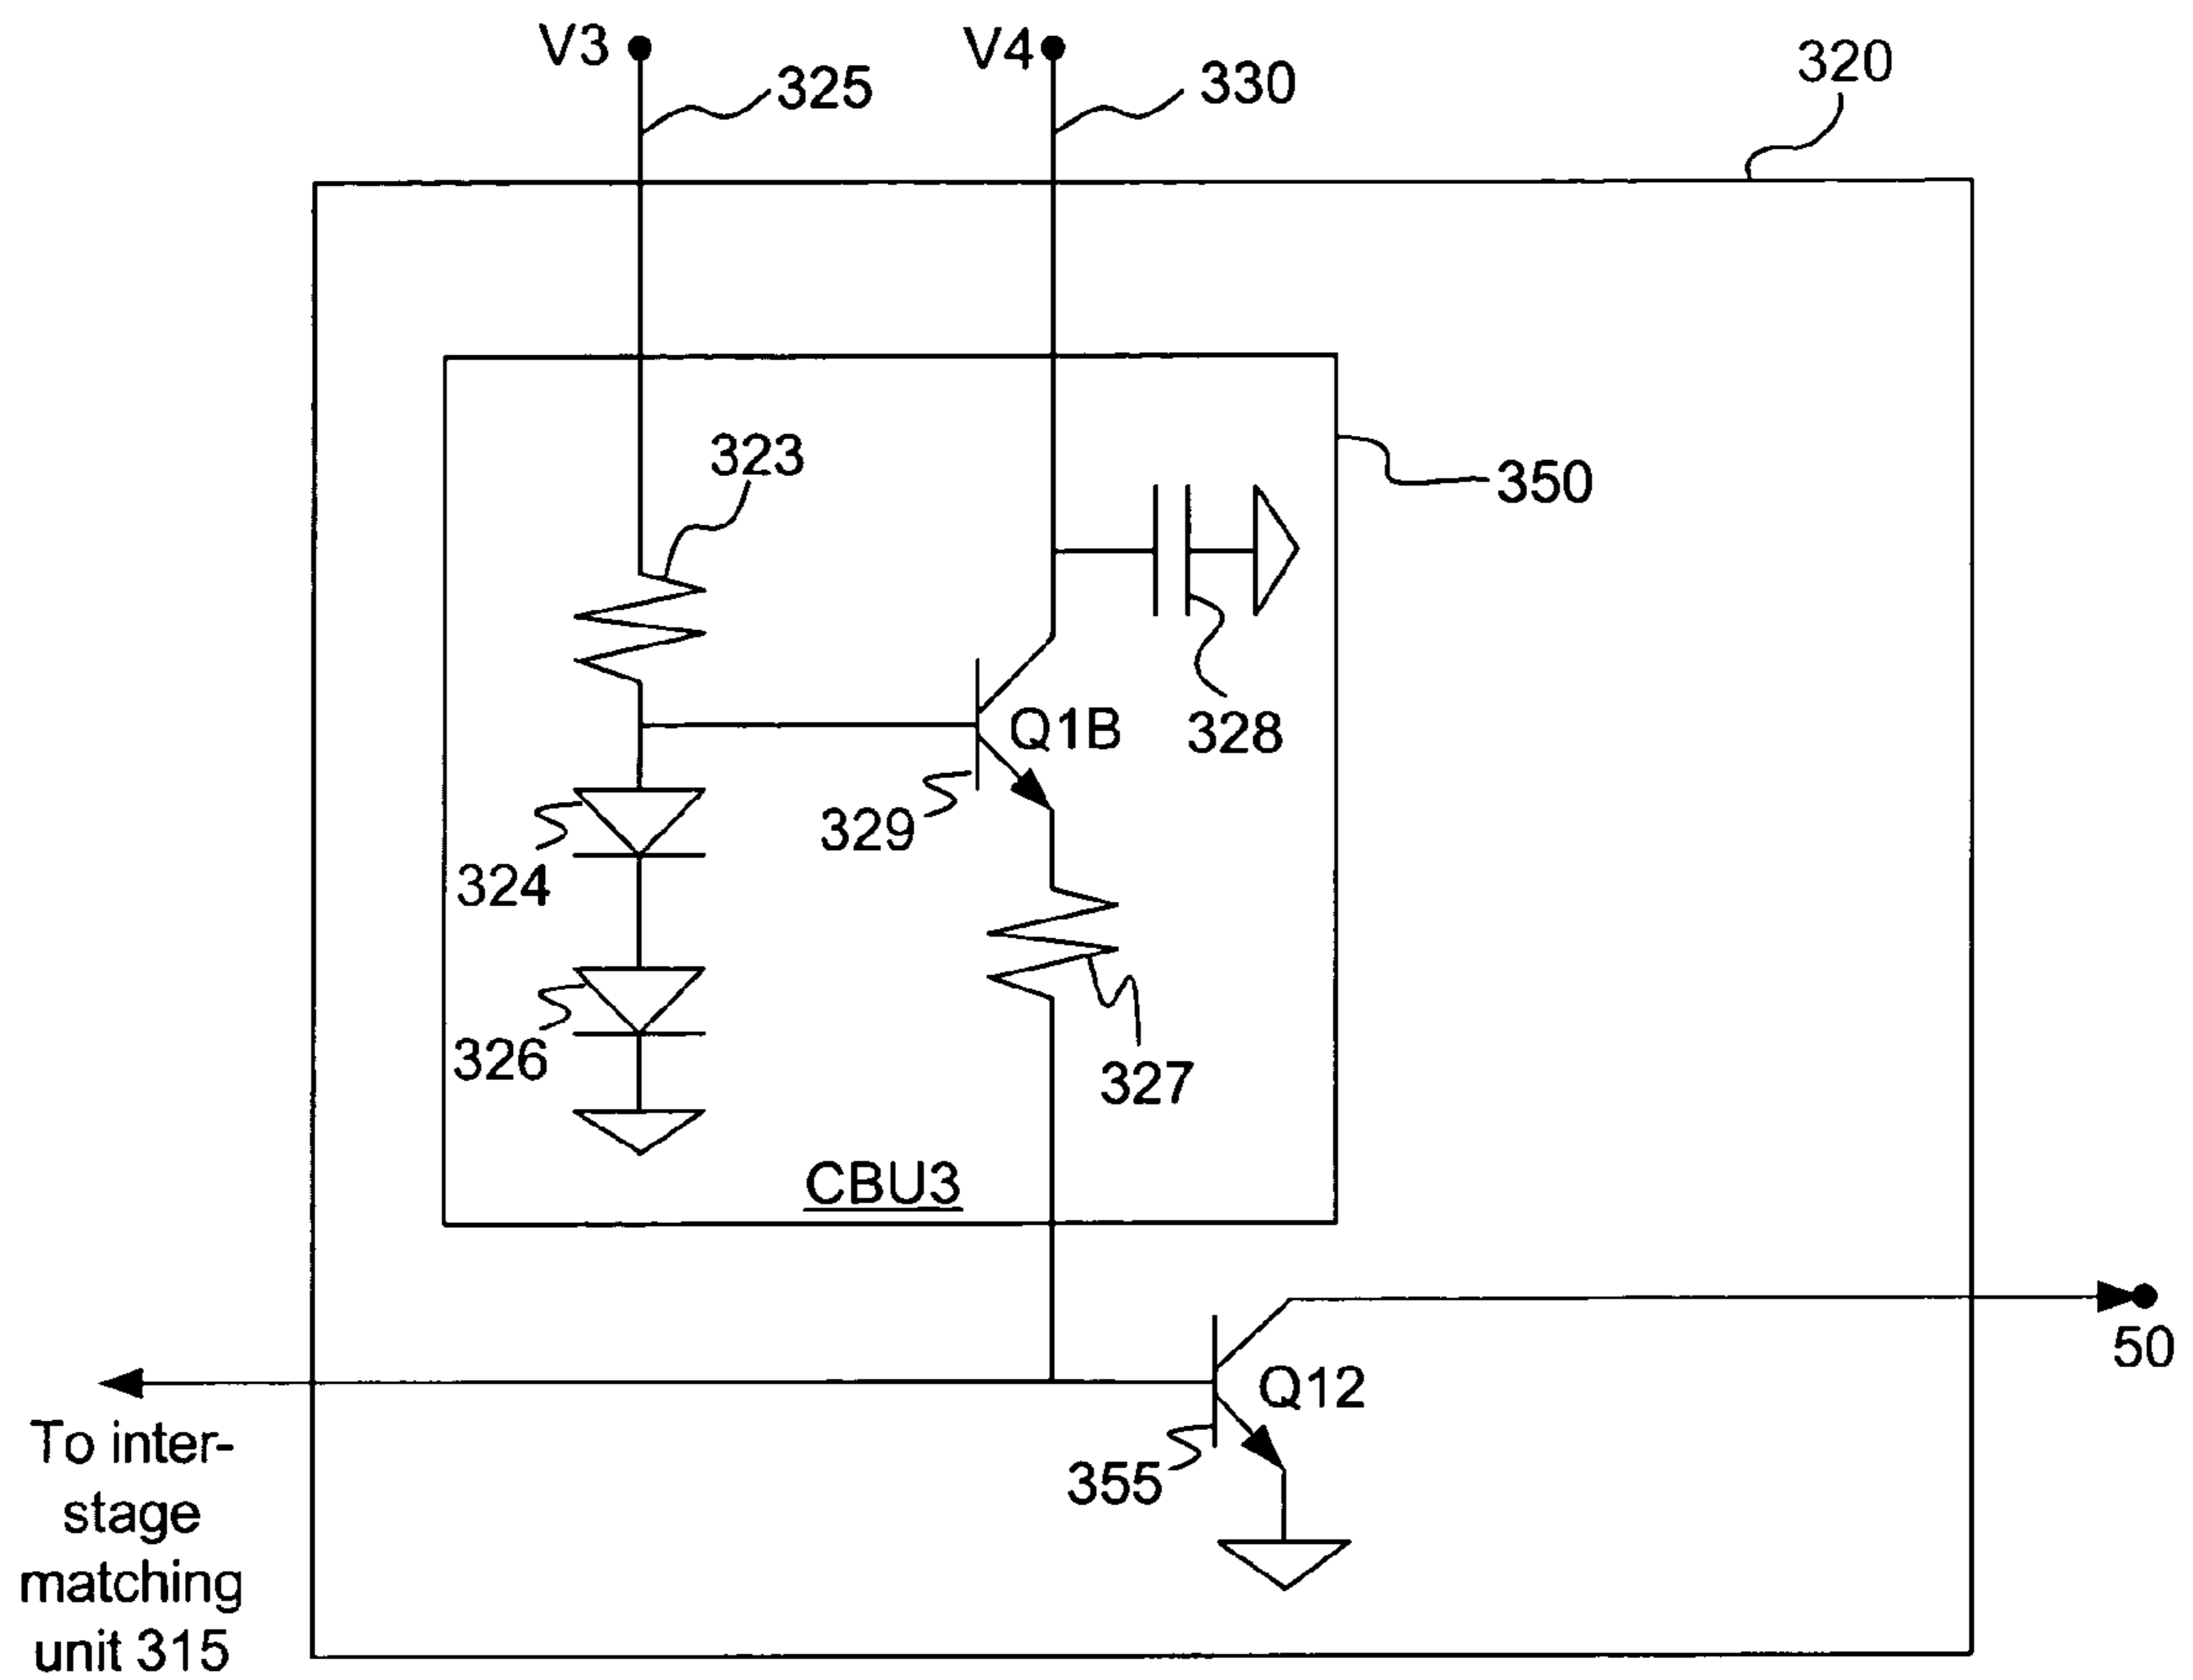 V3
V4
325
330
320
323
350
Q1B
328
329
324
326
327
CBU3
50
Q12
355
To inter-
stage
matching
unit 315